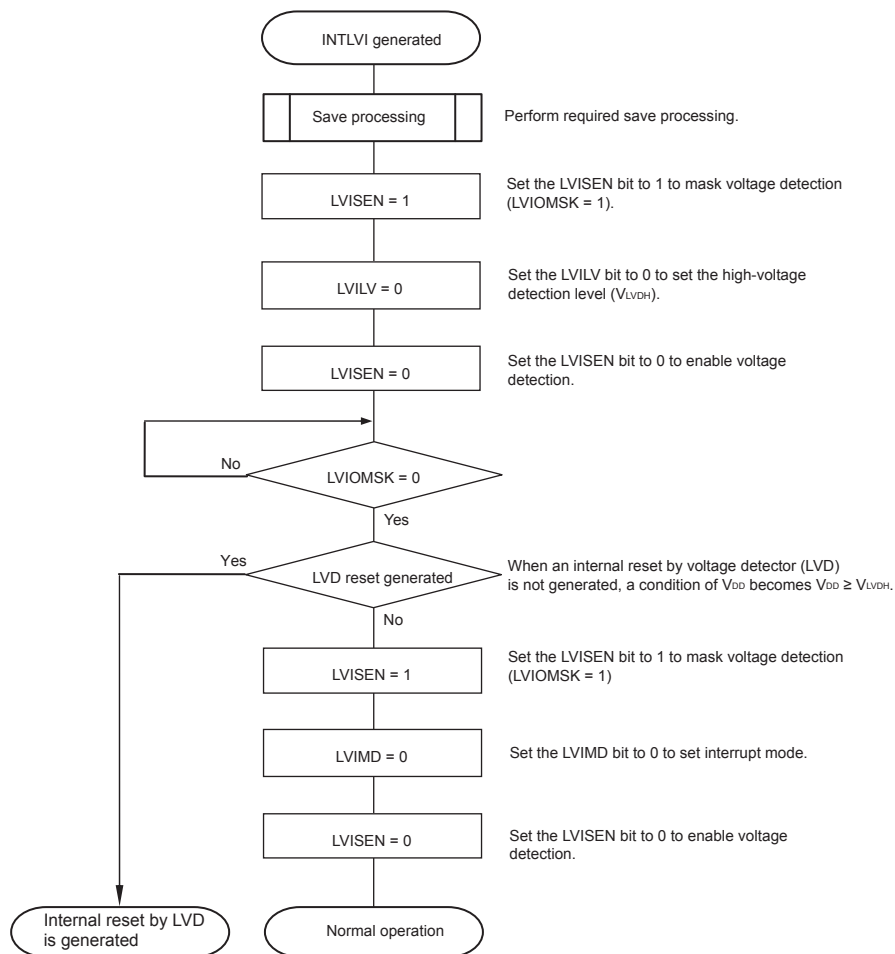 INTLVI generated
Save processing
Perform required save processing.
LVISEN = 1
Set the LVISEN bit to 1 to mask voltage detection
(LVIOMSK = 1).
LVILV = 0
Set the LVILV bit to 0 to set the high-voltage
detection level (VLVDH).
LVISEN = 0
Set the LVISEN bit to 0 to enable voltage
detection.
No
LVIOMSK = 0
Yes
Yes
LVD reset generated
When an internal reset by voltage detector (LVD)
is not generated, a condition of VDD becomes VDD ≥ VLVDH.
No
LVISEN = 1
Set the LVISEN bit to 1 to mask voltage detection
(LVIOMSK = 1)
LVIMD = 0
Set the LVIMD bit to 0 to set interrupt mode.
LVISEN = 0
Set the LVISEN bit to 0 to enable voltage
detection.
Internal reset by LVD
is generated
Normal operation